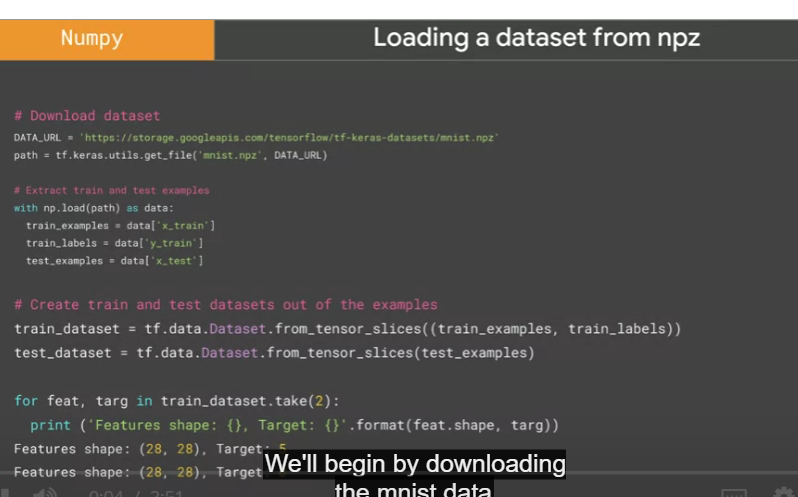 Numpy
Loading a dataset from npz
# Download dataset
DATA_URL = 'https://storage.googleapis.com/tensorflow/tf-keras-datasets/mnist.npz'
path = tf.keras.utils.get_file('mnist.npz', DATA_URL)
# Extract train and test examples
with np.load(path) as data:
train_examples = data['x_train']
train_labels = data['y_train']
test_examples = data['x_test']
# Create train and test datasets out of the examples
train_dataset = tf.data.Dataset.from_tensor_slices((train_examples, train_labels))
test_dataset = tf.data.Dataset.from_tensor_slices(test_examples)
for feat, targ in train_dataset.take(2):
print ('Features shape: {}, Target: {}'.format(feat.shape, targ))
Features shape: (28, 28), Target: 5
Features shape: (28, 28), Target
We'll begin by downloading
the mnist data
0:04 / 2:51